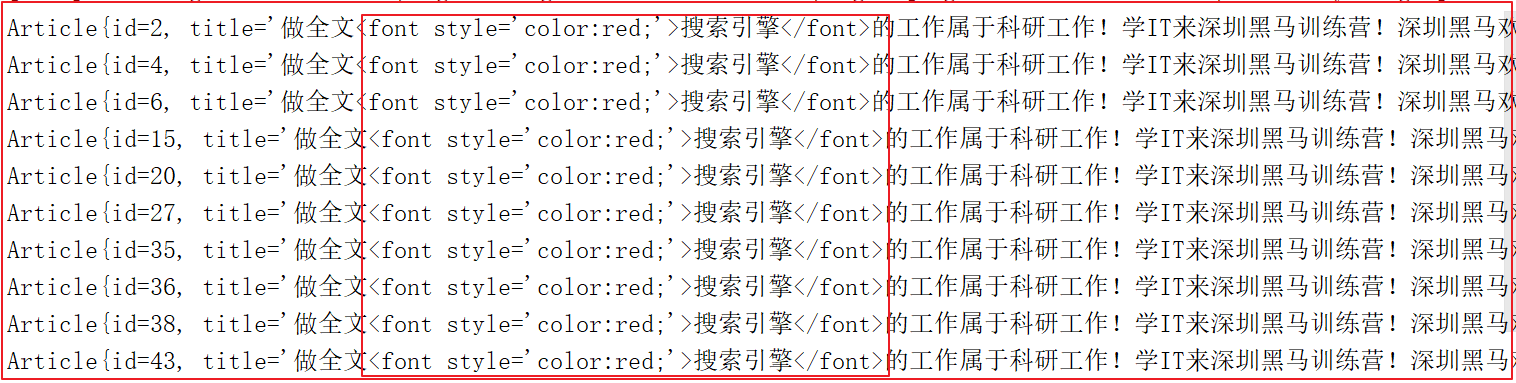 Article{id=2, title='做全文<font style='color:red;'>搜索引擎</font>的工作属于科研工作！学IT来深圳黑马训练营！深圳黑马欢
Article{id=4, title='做全文<font style='color:red;'>搜索引擎</font>的工作属于科研工作！学IT来深圳黑马训练营！深圳黑马欢
Article{id=6, title='做全文<font style='color:red;'>搜索引擎</font>的工作属于科研工作！学IT来深圳黑马训练营！深圳黑马欢
Article{id=15, title='做全文<font style='color:red;'>搜索引擎</font>的工作属于科研工作！学IT来深圳黑马训练营！深圳黑马
Article{id=20, title='做全文<font style='color:red;'>搜索引擎</font>的工作属于科研工作！学IT来深圳黑马训练营！深圳黑马
Article{id=27, title='做全文<font style='color:red;'>搜索引擎</font>的工作属于科研工作！学IT来深圳黑马训练营！深圳黑马
Article{id=35, title='做全文<font style='color:red;'>搜索引擎</font>的工作属于科研工作！学IT来深圳黑马训练营！深圳黑马
Article{id=36, title='做全文<font style='color:red;'>搜索引擎</font>的工作属于科研工作！学IT来深圳黑马训练营！深圳黑马
Article{id=38, title='做全文<font style='color:red;'>搜索引擎</font>的工作属于科研工作！学IT来深圳黑马训练营！深圳黑马
Article{id=43, title='做全文<font style='color:red;'>搜索引擎</font>的工作属于科研工作！学IT来深圳黑马训练营！深圳黑马